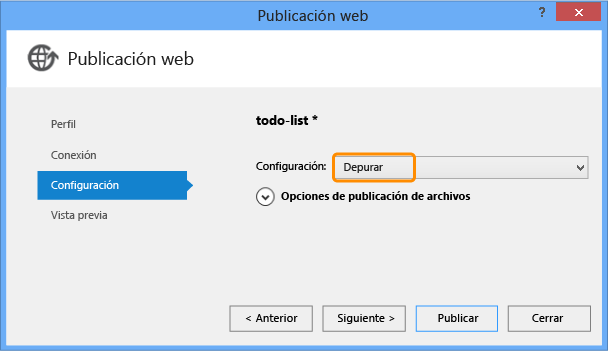 Publicación web
?
Publicación web
Perfil
Conexión
Configuración
Vista previa
todo-list *
Configuración: Depurar
Opciones de publicación de archivos
< Anterior Siguiente > Publicar Cerrar